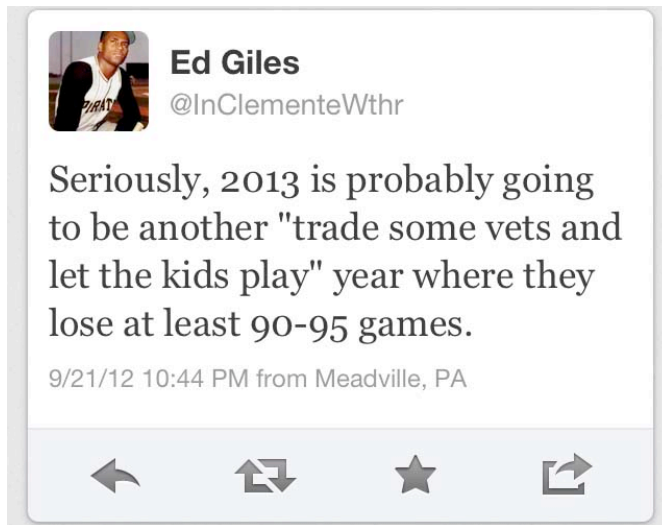 Ed Giles
@InClementeWthr
PIRAT
Seriously, 2013 is probably going
to be another "trade some vets and
let the kids play" year where they
lose at least 90-95 games.
9/21/12 10:44 PM from Meadville, PA